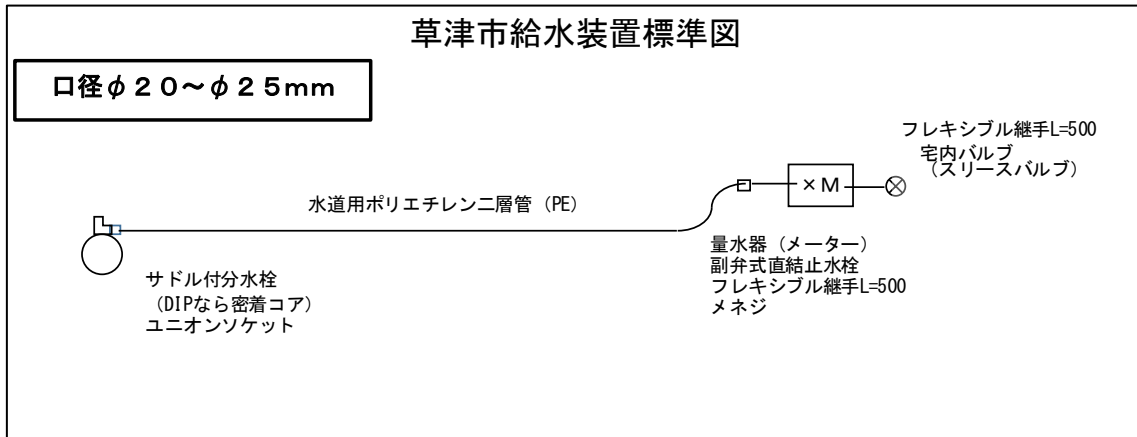 草津市給水装置標準図
口径φ20～φ25mm
フレキシブル継手L=500
宅内バルブ
（スリースバルブ）
×M
水道用ポリエチレン二層管（PE）
量水器（メーター）
副弁式直結止水栓
フレキシブル継手L=500
メネジ
サドル付分水栓
（DIPなら密着コア）
ユニオンソケット